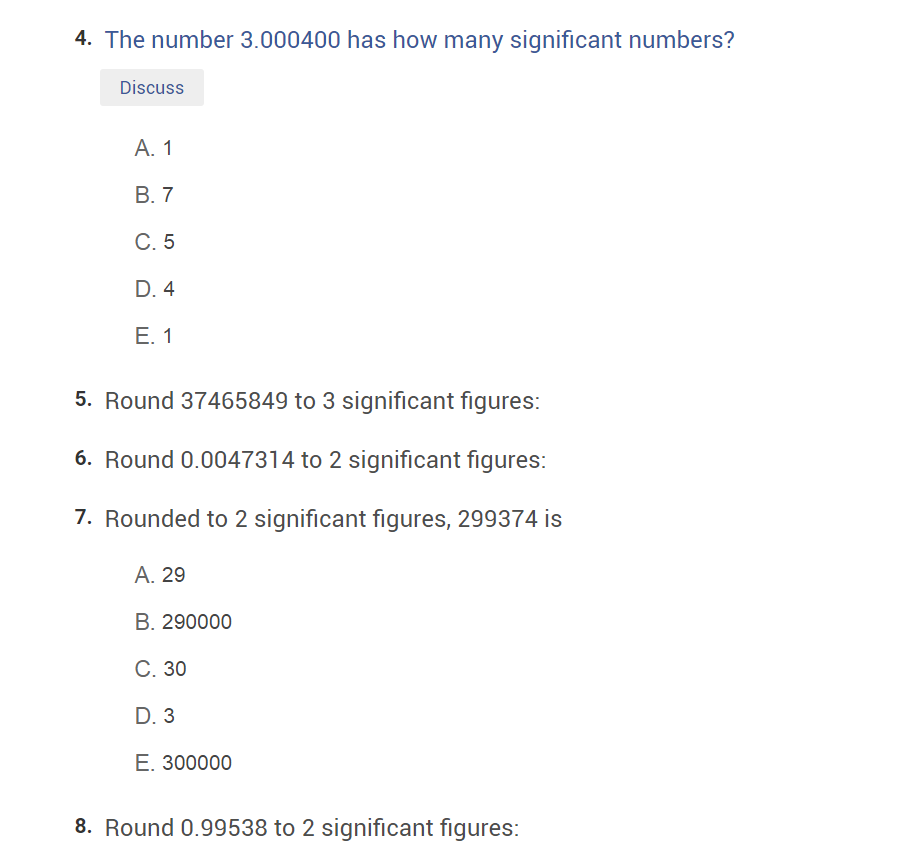 4. The number 3.000400 has how many significant numbers?
Discuss
A. 1
B. 7
C. 5
D. 4
E. 1
5. Round 37465849 to 3 significant figures:
6. Round 0.0047314 to 2 significant figures:
7. Rounded to 2 significant figures, 299374 is
A. 29
B. 290000
C. 30
D. 3
E. 300000
8. Round 0.99538 to 2 significant figures: